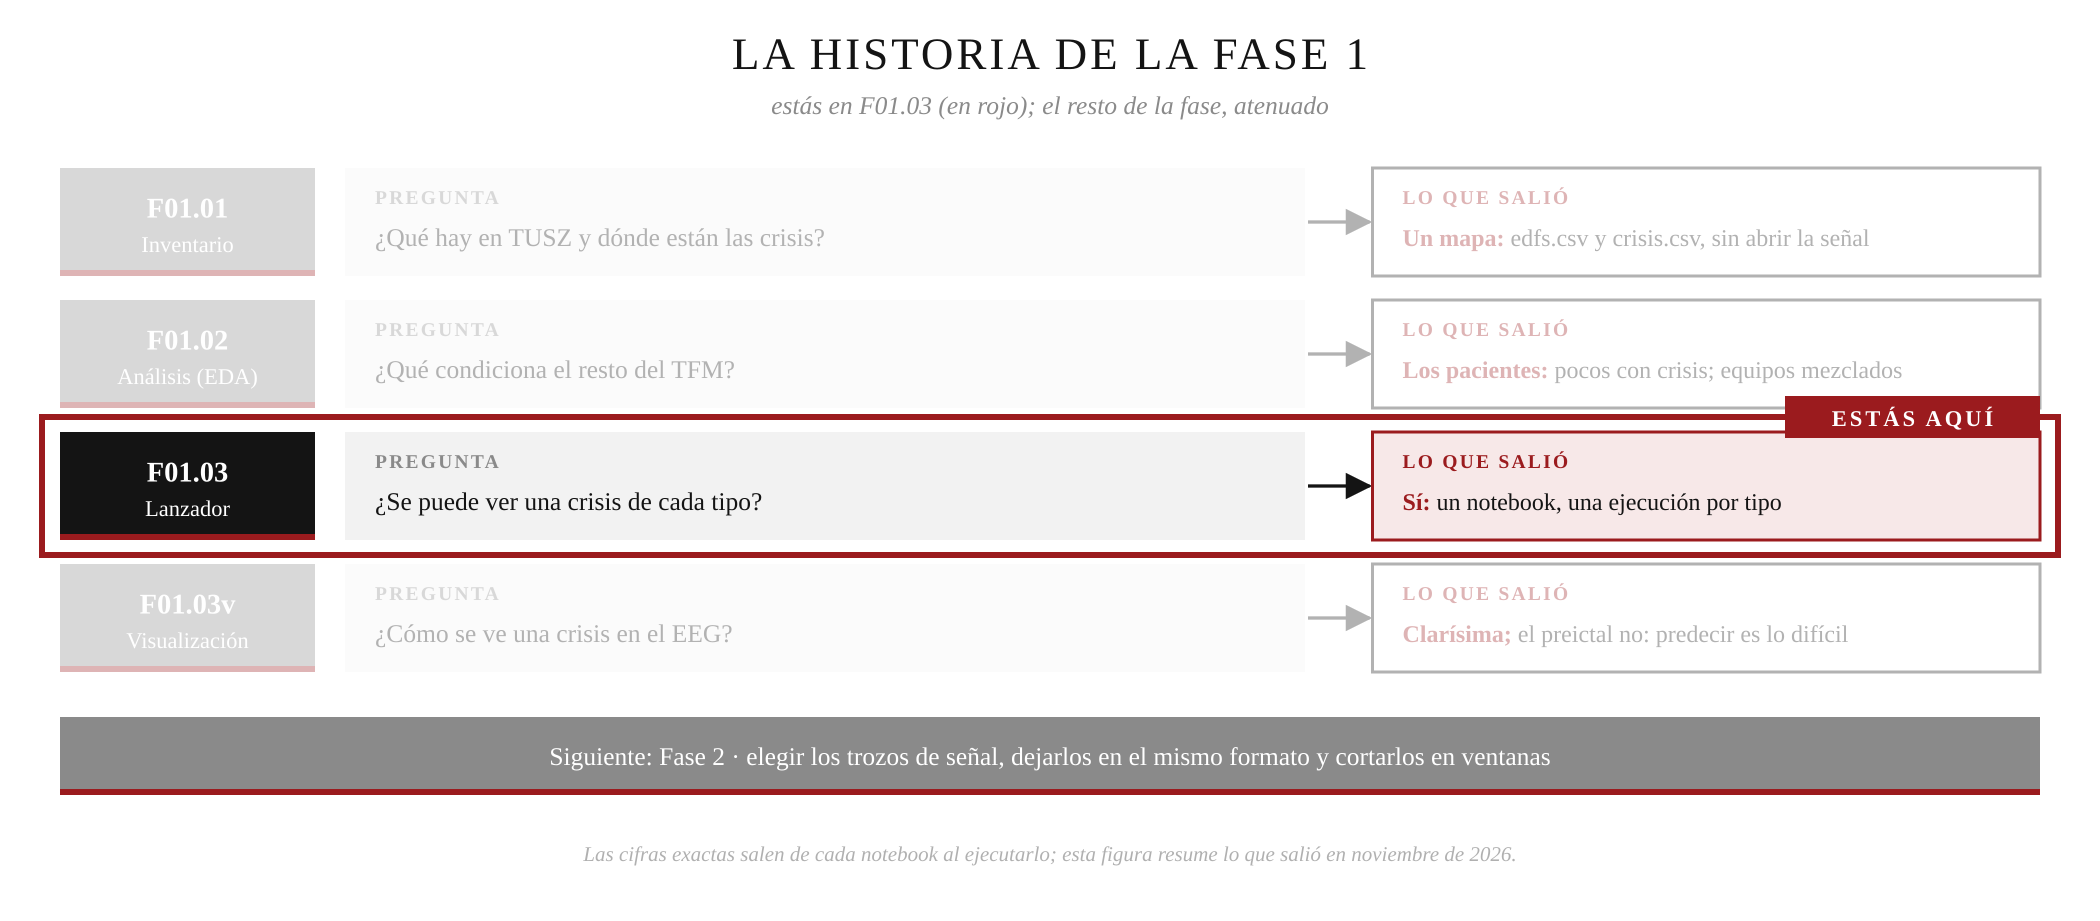 LA HISTORIA DE LA FASE 1
estás en F01.03 (en rojo); el resto de la fase, atenuado
F01.01
Inventario
PREGUNTA
¿Qué hay en TUSZ y dónde están las crisis?
LO QUE SALIÓ
Un mapa: edfs.csv y crisis.csv, sin abrir la señal
F01.02
Análisis (EDA)
PREGUNTA
¿Qué condiciona el resto del TFM?
LO QUE SALIÓ
Los pacientes: pocos con crisis; equipos mezclados
ESTÁS AQUÍ
F01.03
Lanzador
PREGUNTA
¿Se puede ver una crisis de cada tipo?
LO QUE SALIÓ
Sí: un notebook, una ejecución por tipo
F01.03v
Visualización
PREGUNTA
¿Cómo se ve una crisis en el EEG?
LO QUE SALIÓ
Clarísima; el preictal no: predecir es lo difícil
Siguiente: Fase 2 · elegir los trozos de señal, dejarlos en el mismo formato y cortarlos en ventanas
Las cifras exactas salen de cada notebook al ejecutarlo; esta figura resume lo que salió en noviembre de 2026.